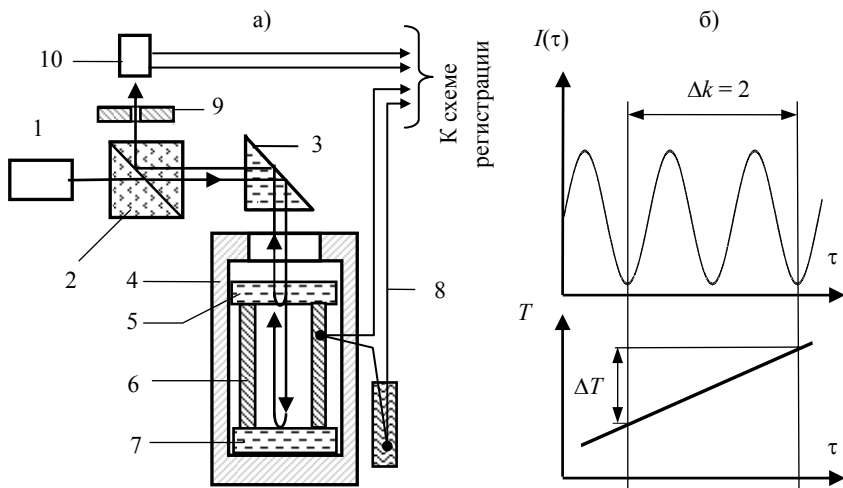 а)
10
9
1
3
2
4
5
6
7
8
К схеме
регистрации
б)
I(τ)
Δk = 2
τ
T
ΔT
τ